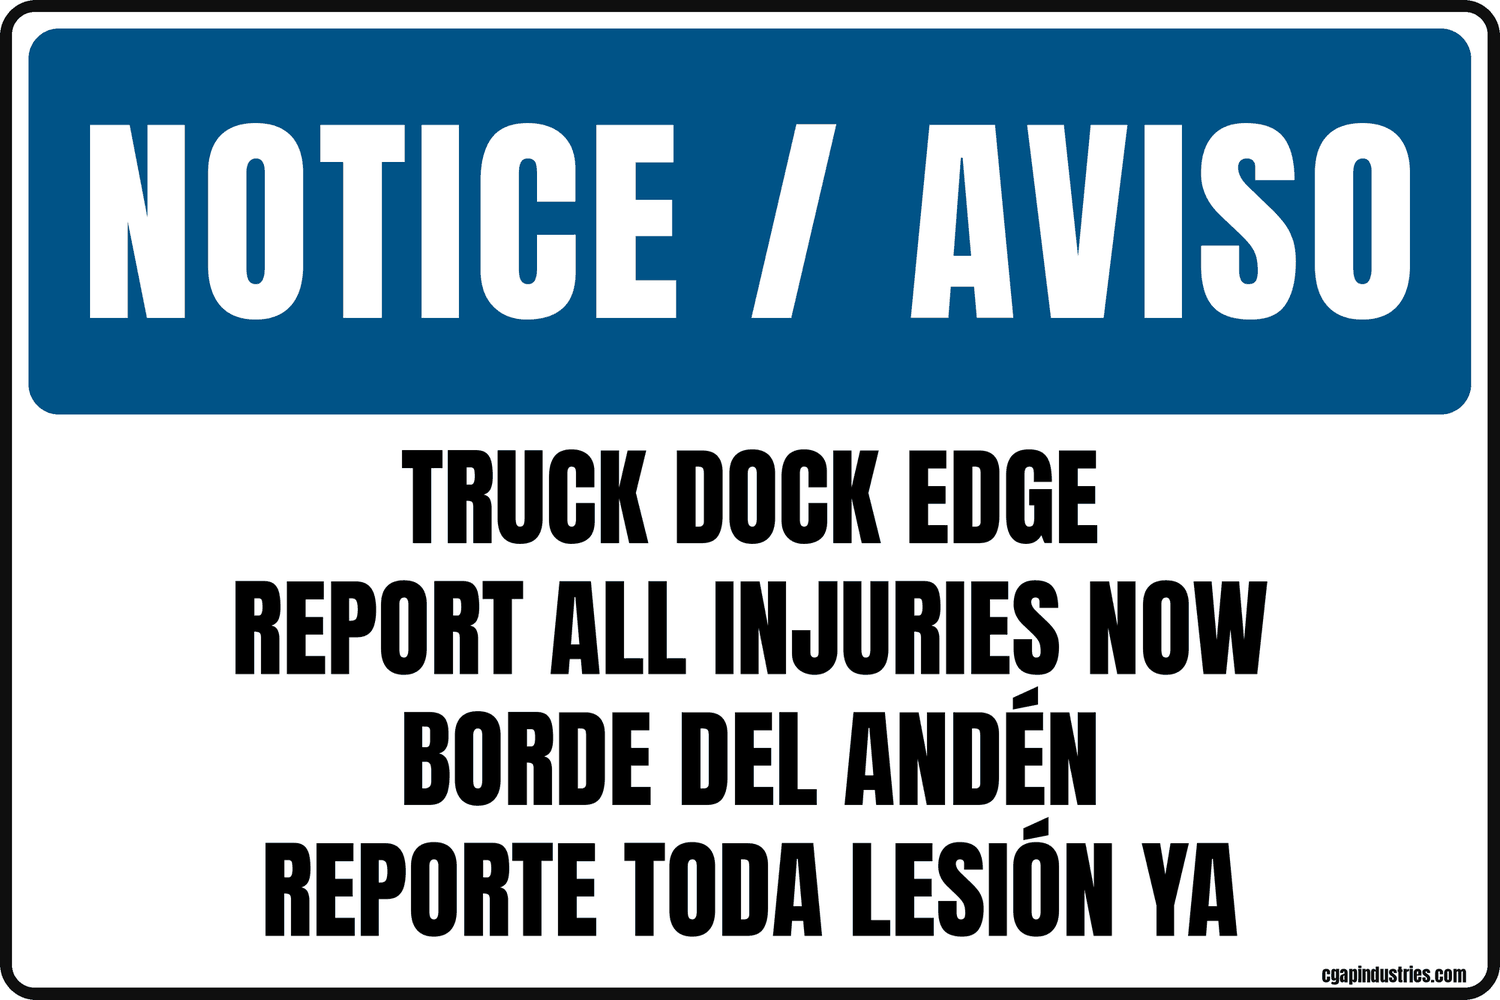 NOTICE / AVISO
TRUCK DOCK EDGE
REPORT ALL INJURIES NOW
BORDE DEL ANDÉN
REPORTE TODA LESIÓN YA
cgapindustries.com